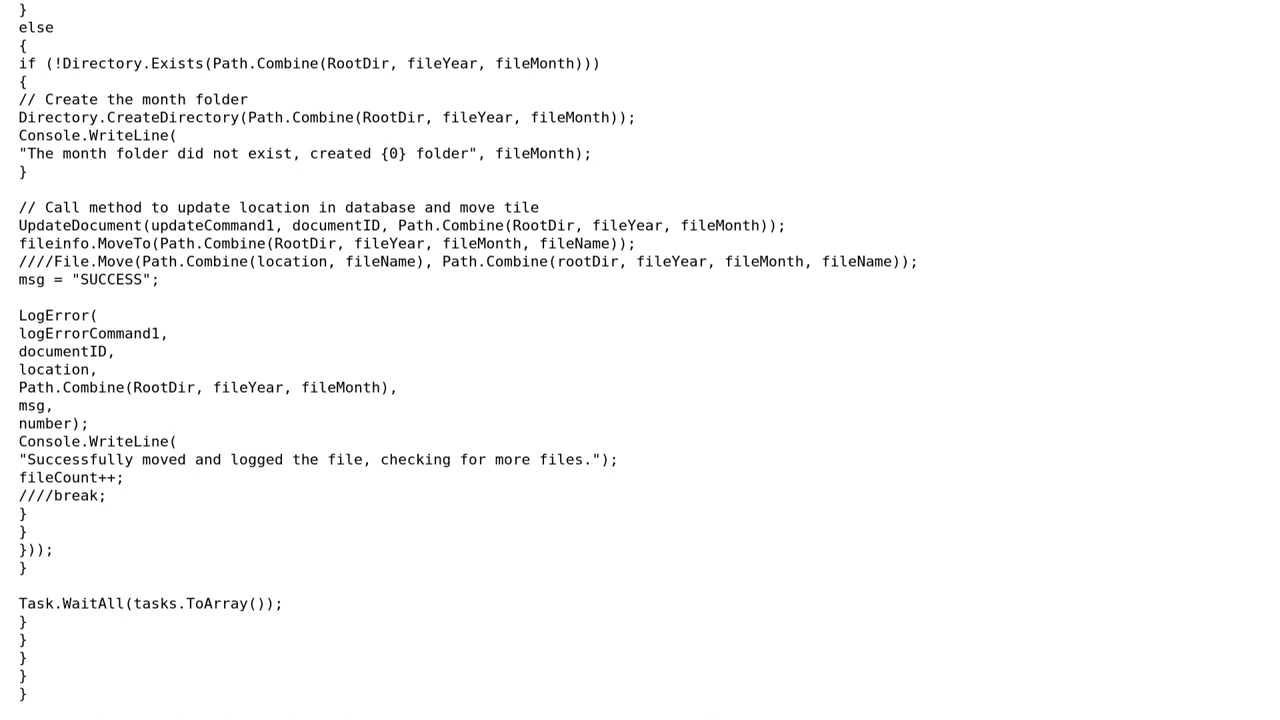 }
else
{
if (!Directory.Exists(Path.Combine(RootDir, fileYear, fileMonth)))
{
// Create the month folder
Directory.CreateDirectory(Path.Combine(RootDir, fileYear, fileMonth));
Console.WriteLine(
"The month folder did not exist, created {0} folder", fileMonth);
}

// Call method to update location in database and move tile
UpdateDocument(updateCommand1, documentID, Path.Combine(RootDir, fileYear, fileMonth));
fileinfo.MoveTo(Path.Combine(RootDir, fileYear, fileMonth, fileName));
////File.Move(Path.Combine(location, fileName), Path.Combine(rootDir, fileYear, fileMonth, fileName));
msg = "SUCCESS";

LogError(
logErrorCommand1,
documentID,
location,
Path.Combine(RootDir, fileYear, fileMonth),
msg,
number);
Console.WriteLine(
"Successfully moved and logged the file, checking for more files.");
fileCount++;
////break;
}
}
}));
}

Task.WaitAll(tasks.ToArray());
}
}
}
}
}